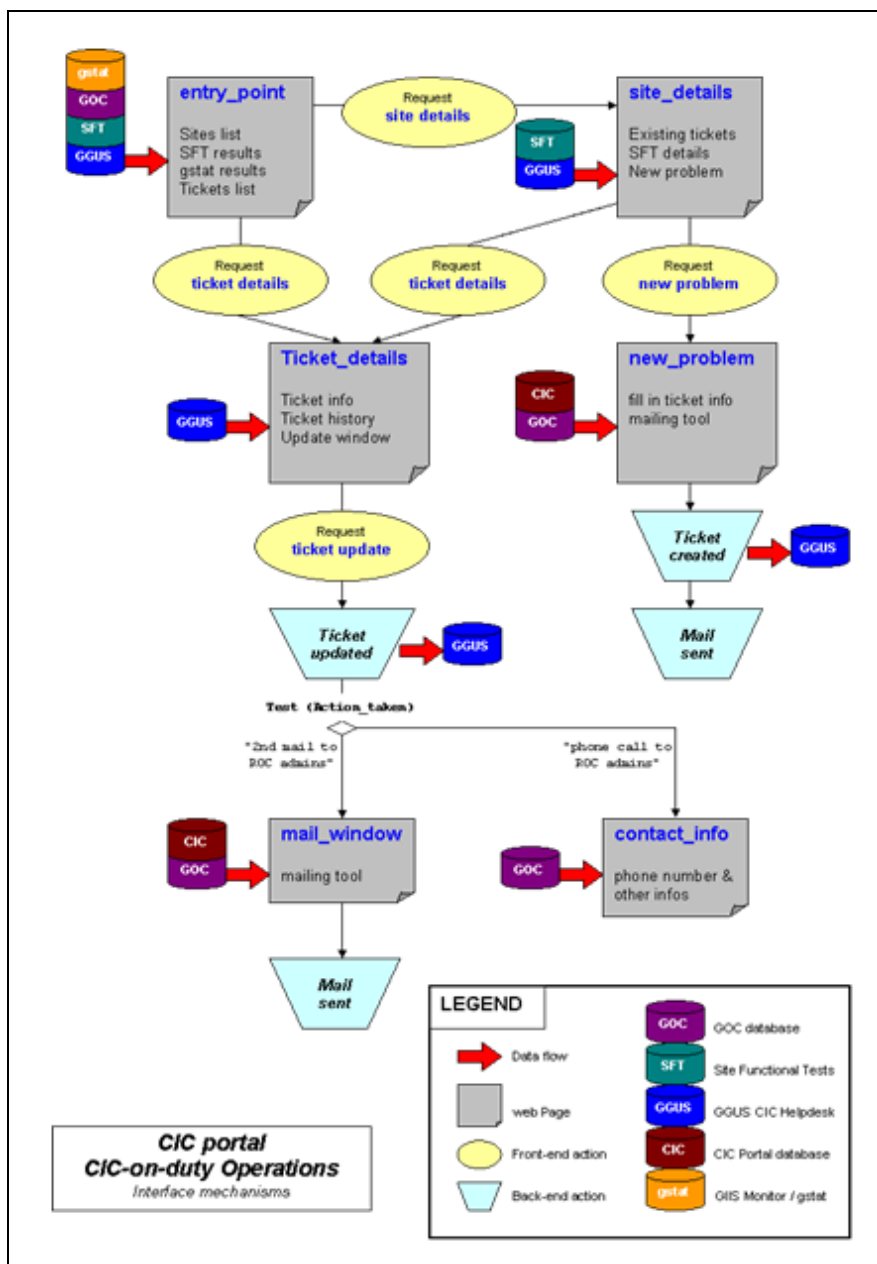 gstat
GOC
SFT
GGUS
entry_point
Sites list
SFT results
gstat results
Tickets list
Request
site details
SFT
GGUS
site_details
Existing tickets
SFT details
New problem
Request
ticket details
Request
ticket details
Request
new problem
GGUS
Ticket_details
Ticket info
Ticket history
Update window
CIC
GOC
new_problem
fill in ticket info
mailing tool
Request
ticket update
Ticket
created
GGUS
Ticket
updated
GGUS
Mail
sent
Test (Action_taken)
"2nd mail to
ROC admins"
"phone call to
ROC admins"
CIC
GOC
mail_window
mailing tool
GOC
contact_info
phone number &
other infos
Mail
sent
LEGEND
Data flow
web Page
Front-end action
Back-end action
GOC
GOC database
SFT
Site Functional Tests
GGUS
GGUS CIC Helpdesk
CIC
CIC Portal database
gstat
GIIS Monitor / gstat
CIC portal
CIC-on-duty Operations
Interface mechanisms